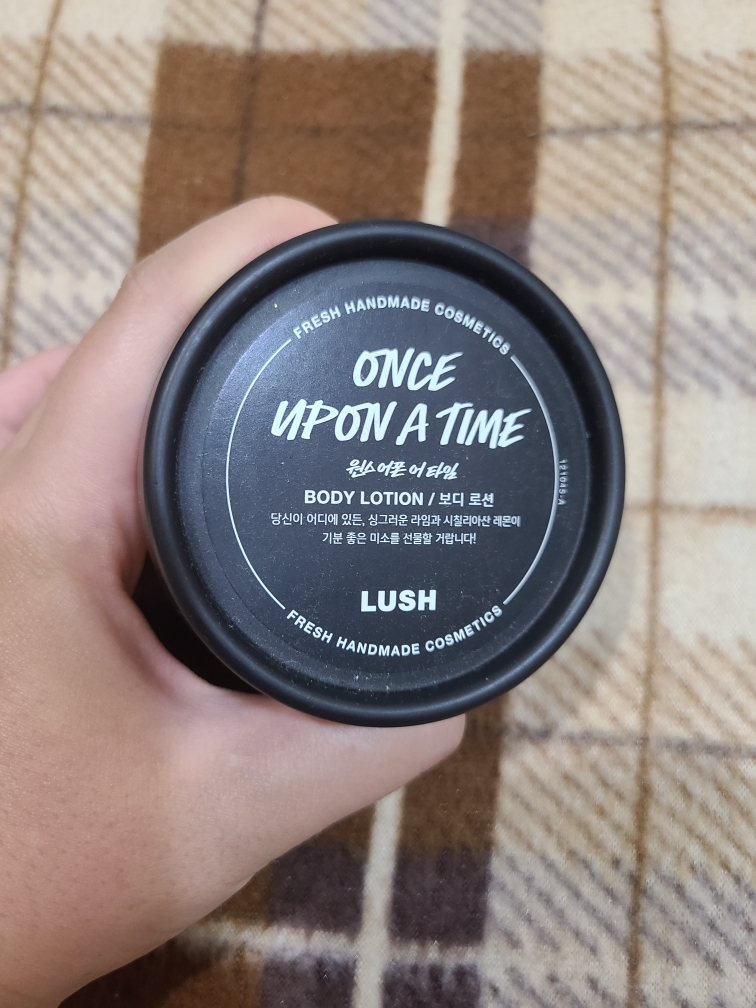 FRESH HANDMADE COSMETICS
ONCE
UPON A TIME
원스 어폰 어 타임
BODY LOTION / 보디 로션
당신이 어디에 있든, 싱그러운 라임과 시칠리아산 레몬이
기분 좋은 미소를 선물할 거랍니다!
LUSH
FRESH HANDMADE COSMETICS
121045-A